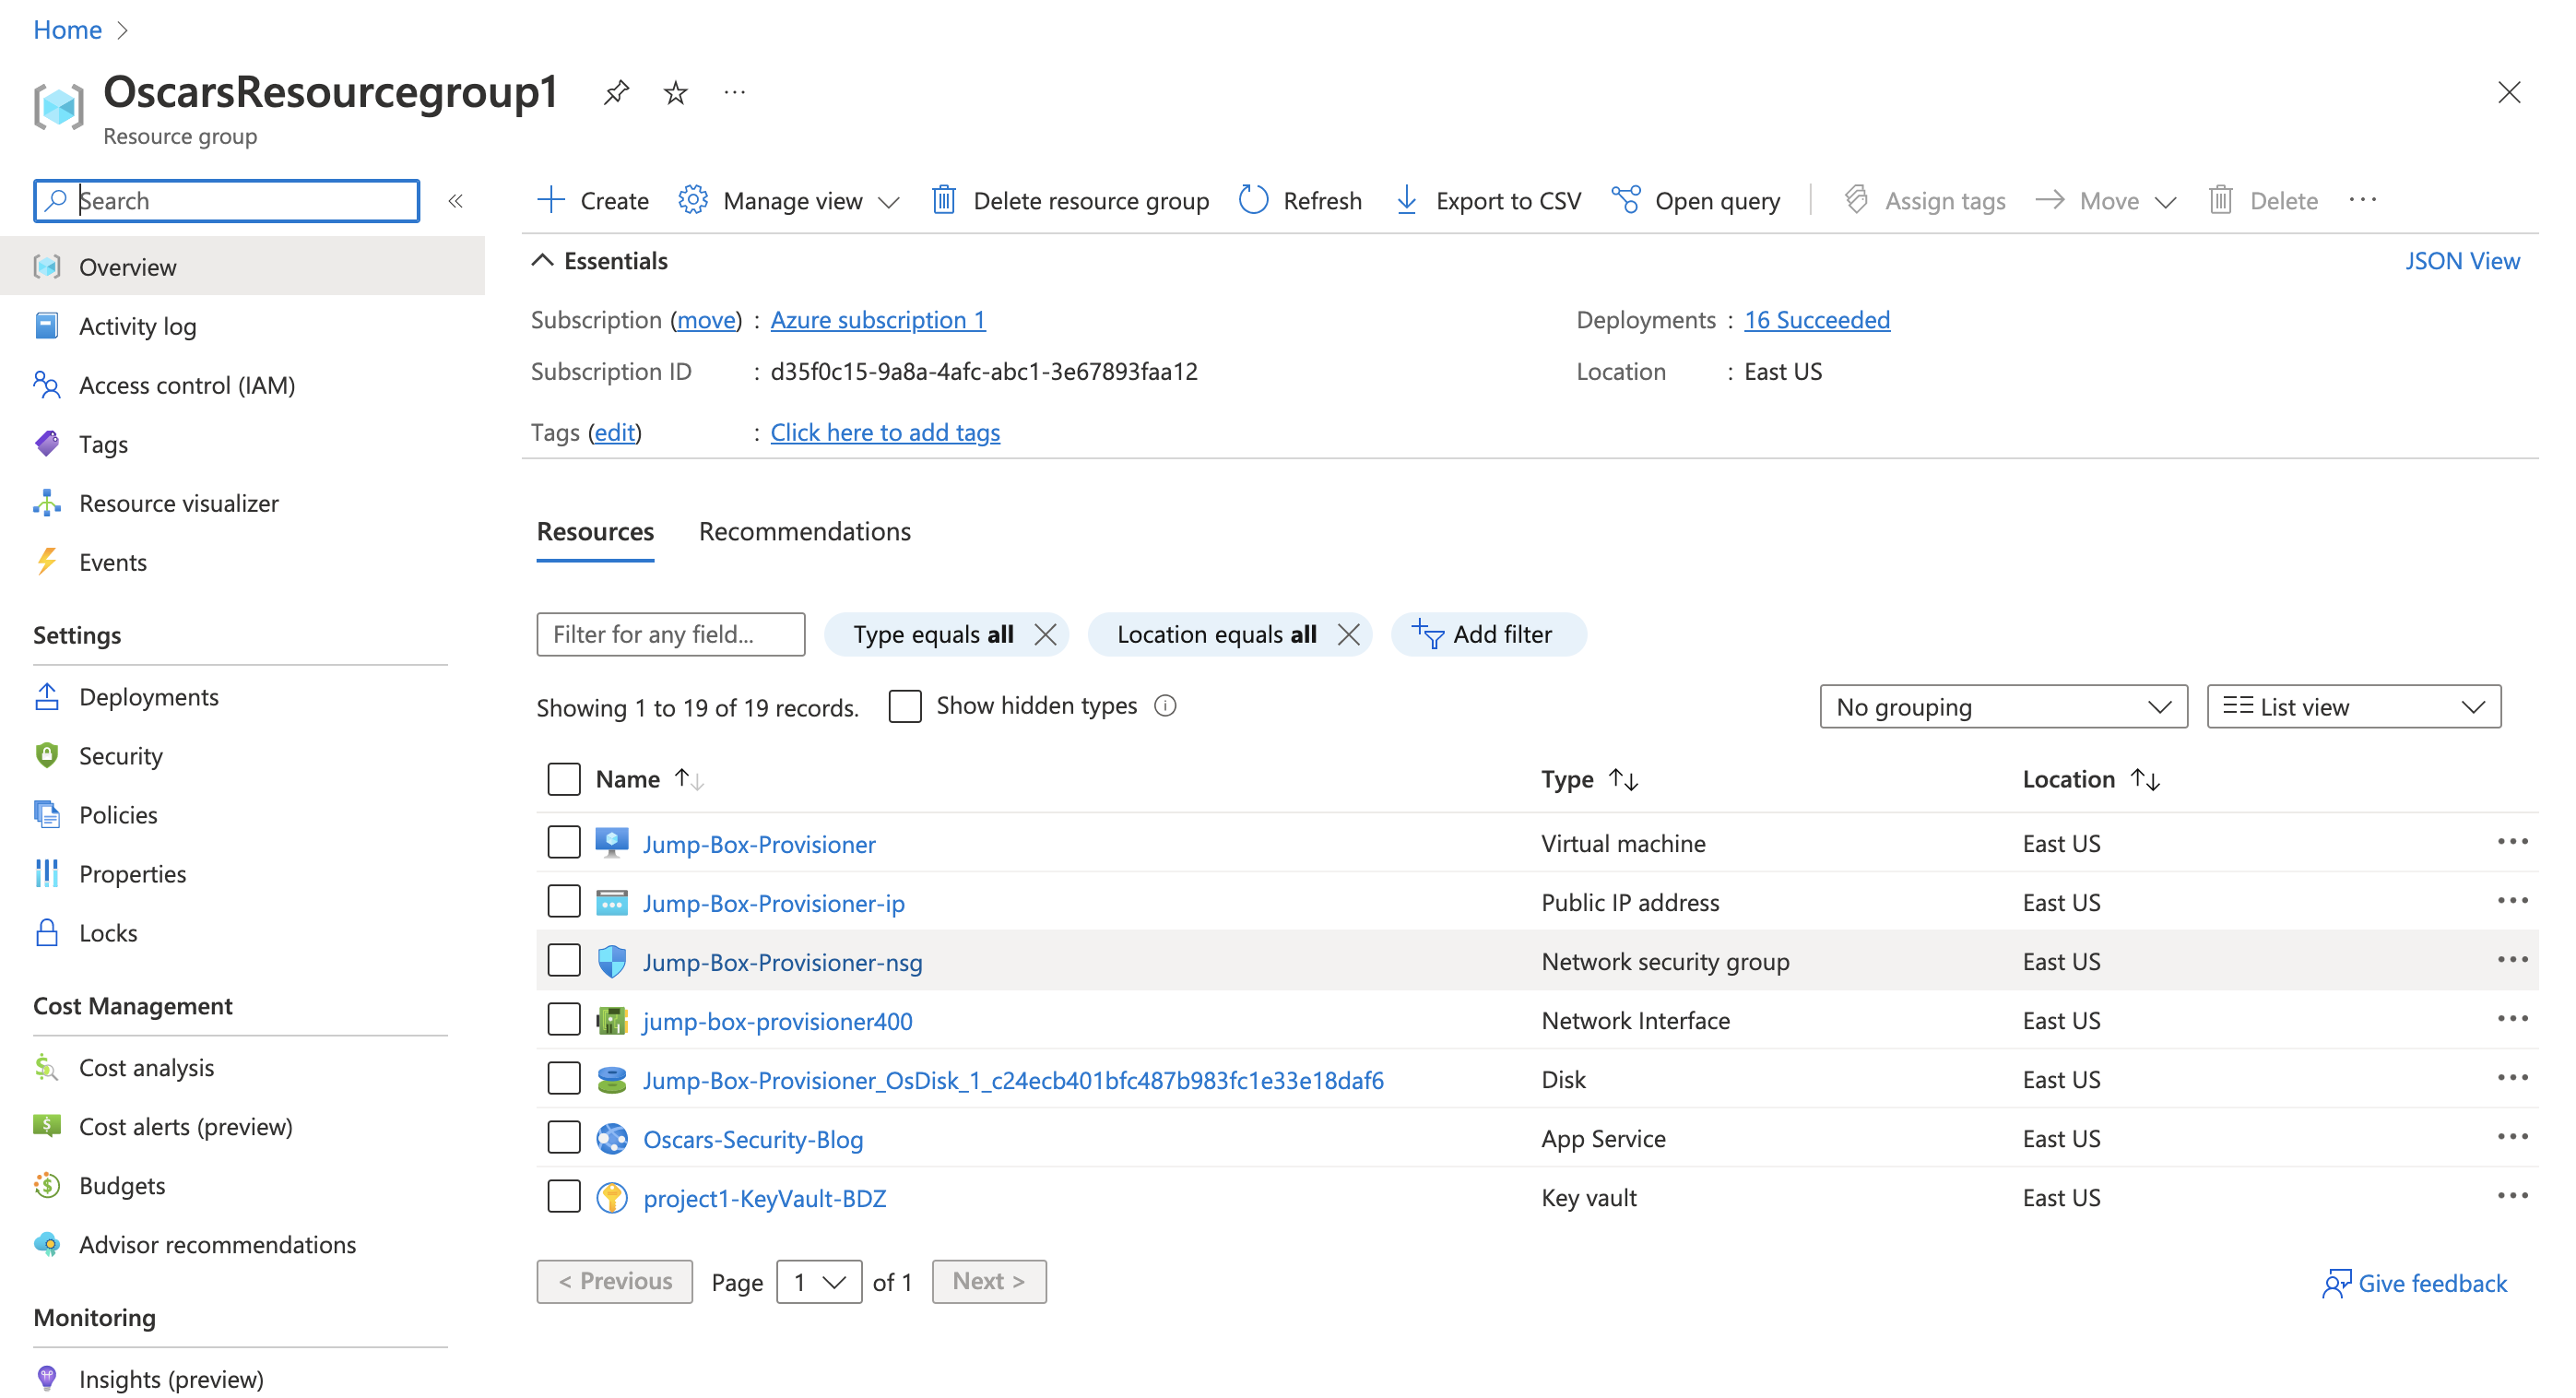 Home
OscarsResourcegroup1
Resource group
Search
Create
Manage view
Delete resource group
Refresh
Export to CSV
Open query
Assign tags
Move
Delete
Overview
Activity log
Access control (IAM)
Tags
Resource visualizer
Events
Settings
Deployments
Security
Policies
Properties
Locks
Cost Management
Cost analysis
Cost alerts (preview)
Budgets
Advisor recommendations
Monitoring
Insights (preview)
Essentials
JSON View
Subscription (move) : Azure subscription 1
Deployments : 16 Succeeded
Subscription ID : d35f0c15-9a8a-4afc-abc1-3e67893faa12
Location : East US
Tags (edit) : Click here to add tags
Resources Recommendations
Filter for any field... Type equals all Location equals all Add filter
Showing 1 to 19 of 19 records. Show hidden types No grouping List view
Name Type Location
Jump-Box-Provisioner Virtual machine East US
Jump-Box-Provisioner-ip Public IP address East US
Jump-Box-Provisioner-nsg Network security group East US
jump-box-provisioner400 Network Interface East US
Jump-Box-Provisioner_OsDisk_1_c24ecb401bfc487b983fc1e33e18daf6 Disk East US
Oscars-Security-Blog App Service East US
project1-KeyVault-BDZ Key vault East US
< Previous Page 1 of 1 Next >
Give feedback